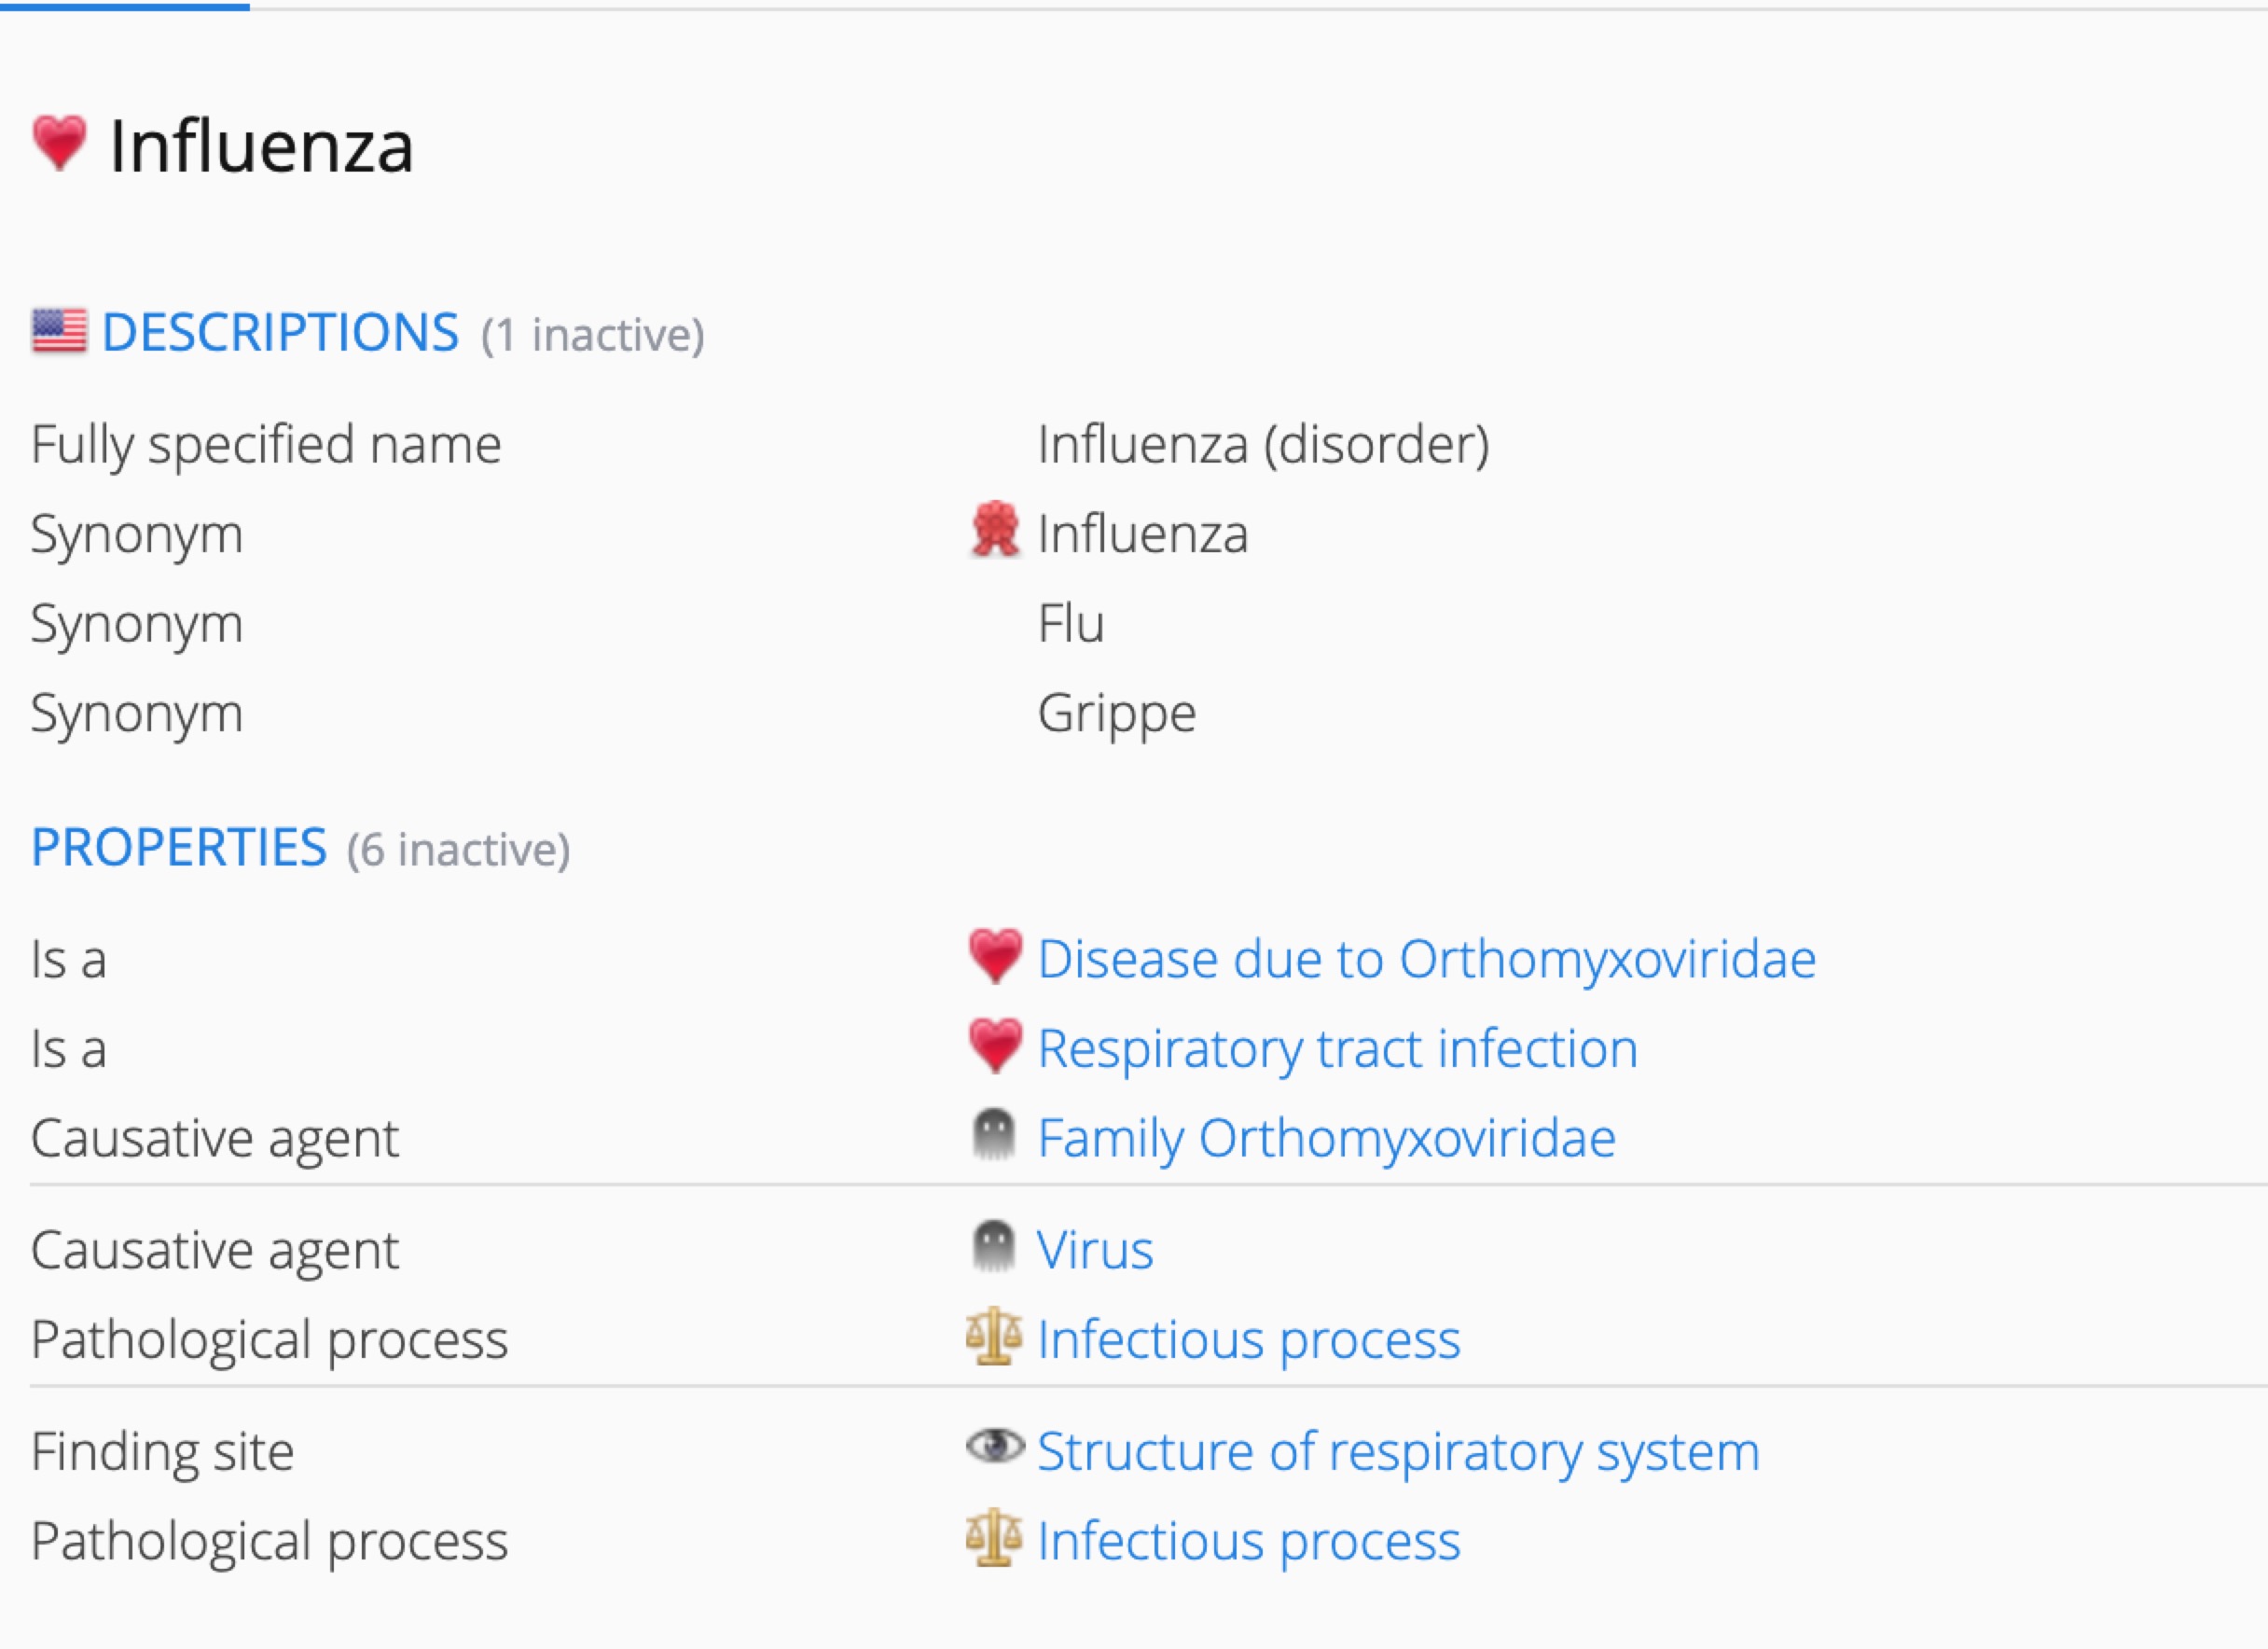 Influenza
DESCRIPTIONS (1 inactive)
Fully specified name Influenza (disorder)
Synonym Influenza
Synonym Flu
Synonym Grippe
PROPERTIES (6 inactive)
Is a Disease due to Orthomyxoviridae
Is a Respiratory tract infection
Causative agent Family Orthomyxoviridae
Causative agent Virus
Pathological process Infectious process
Finding site Structure of respiratory system
Pathological process Infectious process